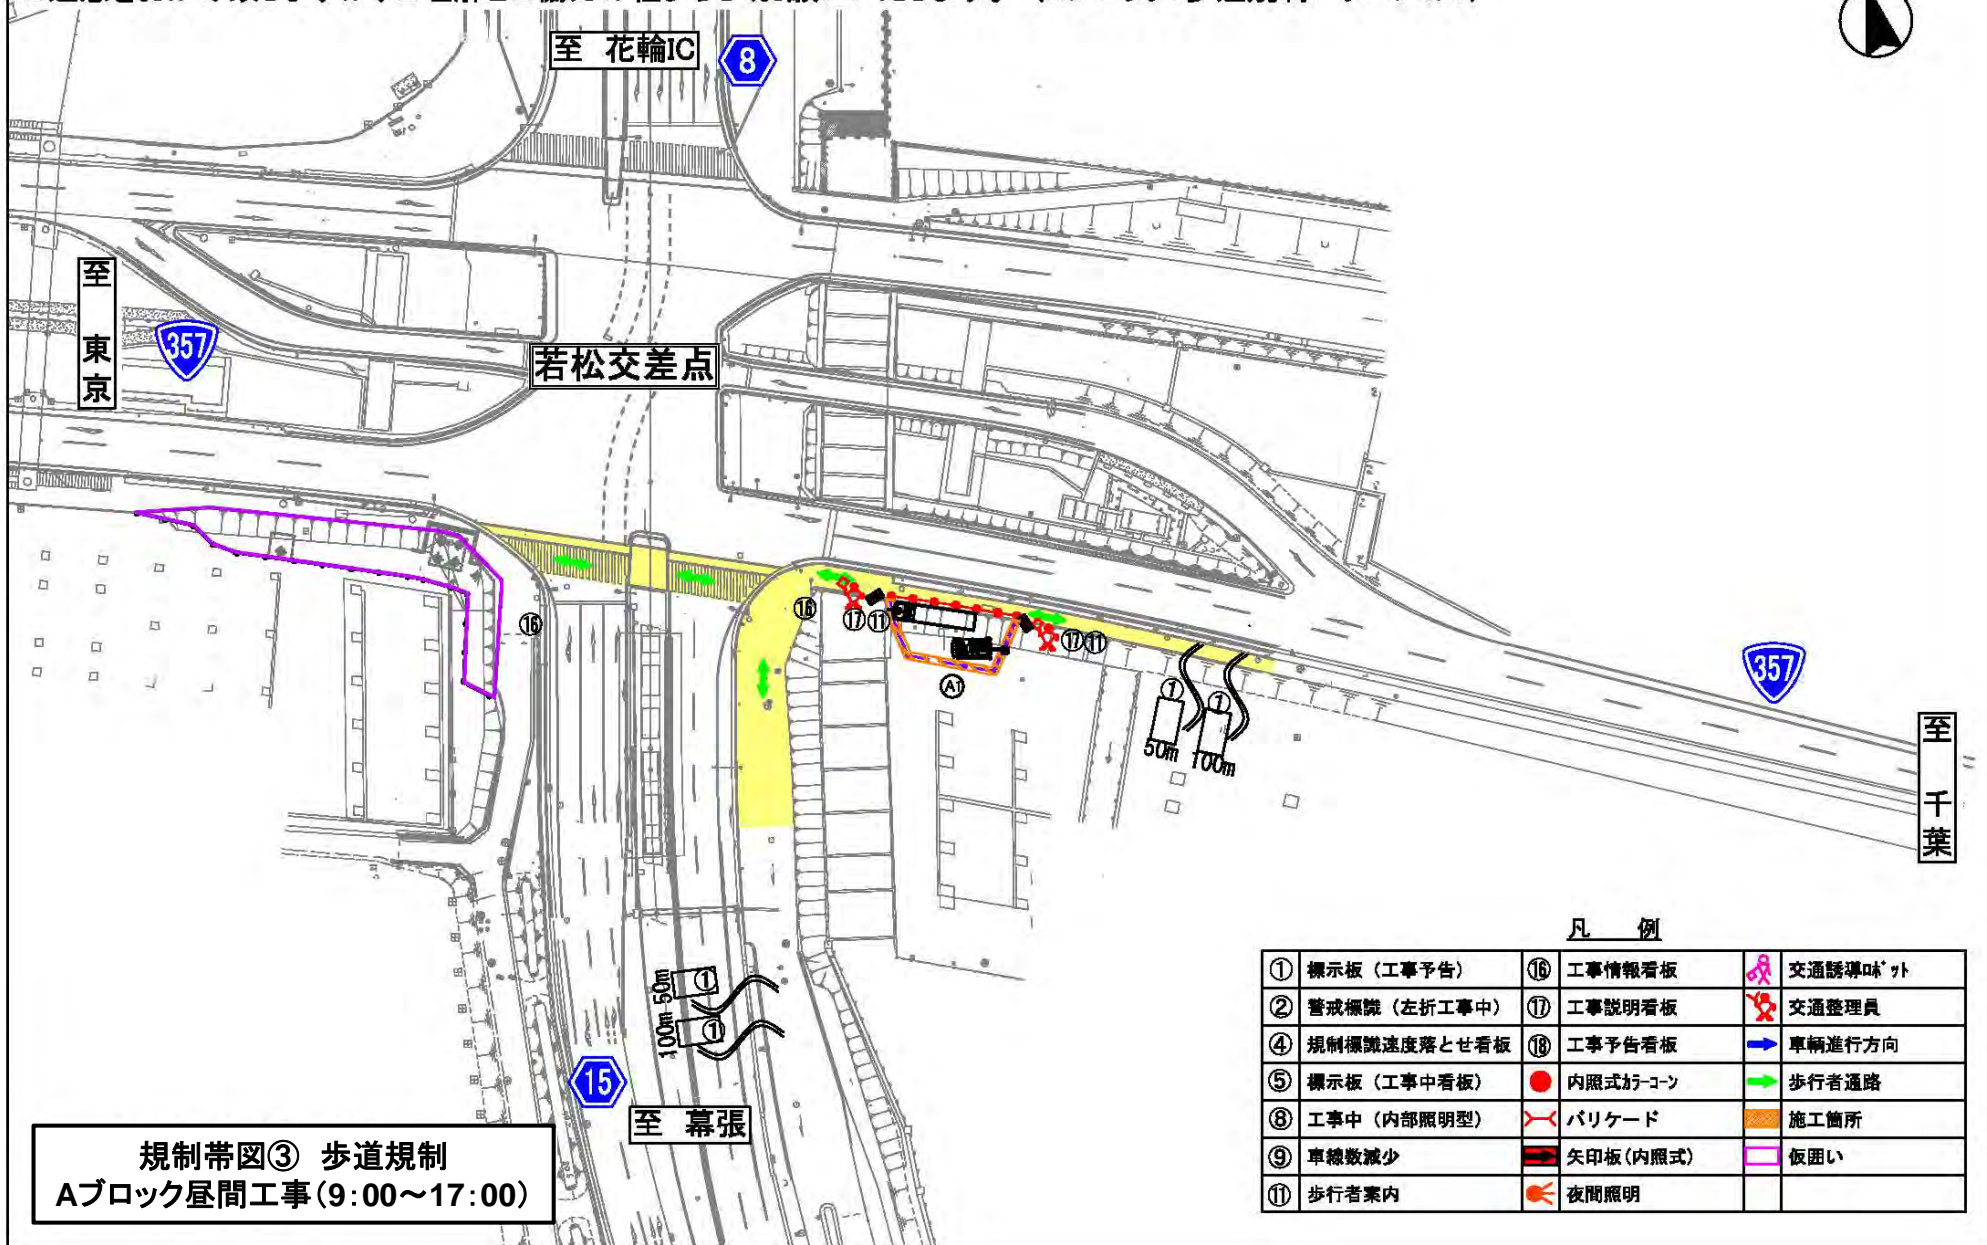 至 花輪IC
8
至東京
357
若松交差点
⑯
⑯
⑰⑪
⑰⑪
A1
①
①
50m
100m
357
至千葉
50m
①
100m
①
15
至 幕張
規制帯図③ 歩道規制
Aブロック昼間工事(9:00～17:00)
凡 例
① 標示板（工事予告） ⑯ 工事情報看板 交通誘導ﾛﾎﾞｯﾄ
② 警戒標識（左折工事中） ⑰ 工事説明看板 交通整理員
④ 規制標識速度落とせ看板 ⑱ 工事予告看板 車輌進行方向
⑤ 標示板（工事中看板） 内照式ｶﾗｰｺｰﾝ 歩行者通路
⑧ 工事中（内部照明型） バリケード 施工箇所
⑨ 車線数減少 矢印板(内照式) 仮囲い
⑪ 歩行者案内 夜間照明